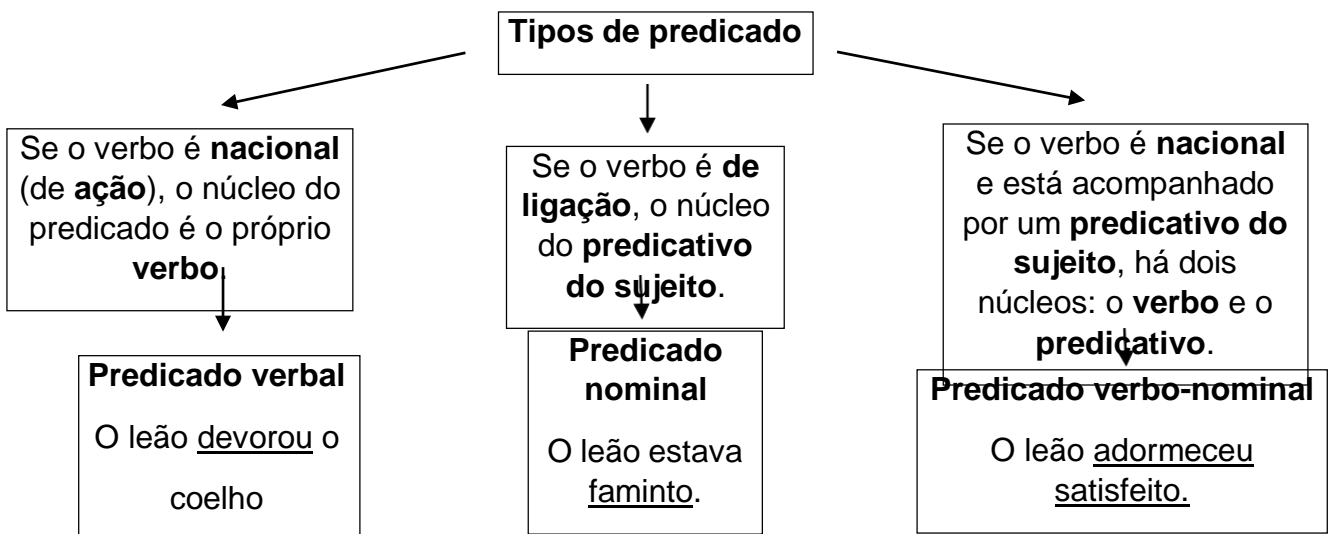 Tipos de predicado
Se o verbo é nacional
(de ação), o núcleo do
predicado é o próprio
verbo.
Se o verbo é de
ligação, o núcleo
do predicativo
do sujeito.
Se o verbo é nacional
e está acompanhado
por um predicativo do
sujeito, há dois
núcleos: o verbo e o
predicativo.
Predicado verbal
O leão devorou o
coelho
Predicado
nominal
O leão estava
faminto.
Predicado verbo-nominal
O leão adormeceu
satisfeito.